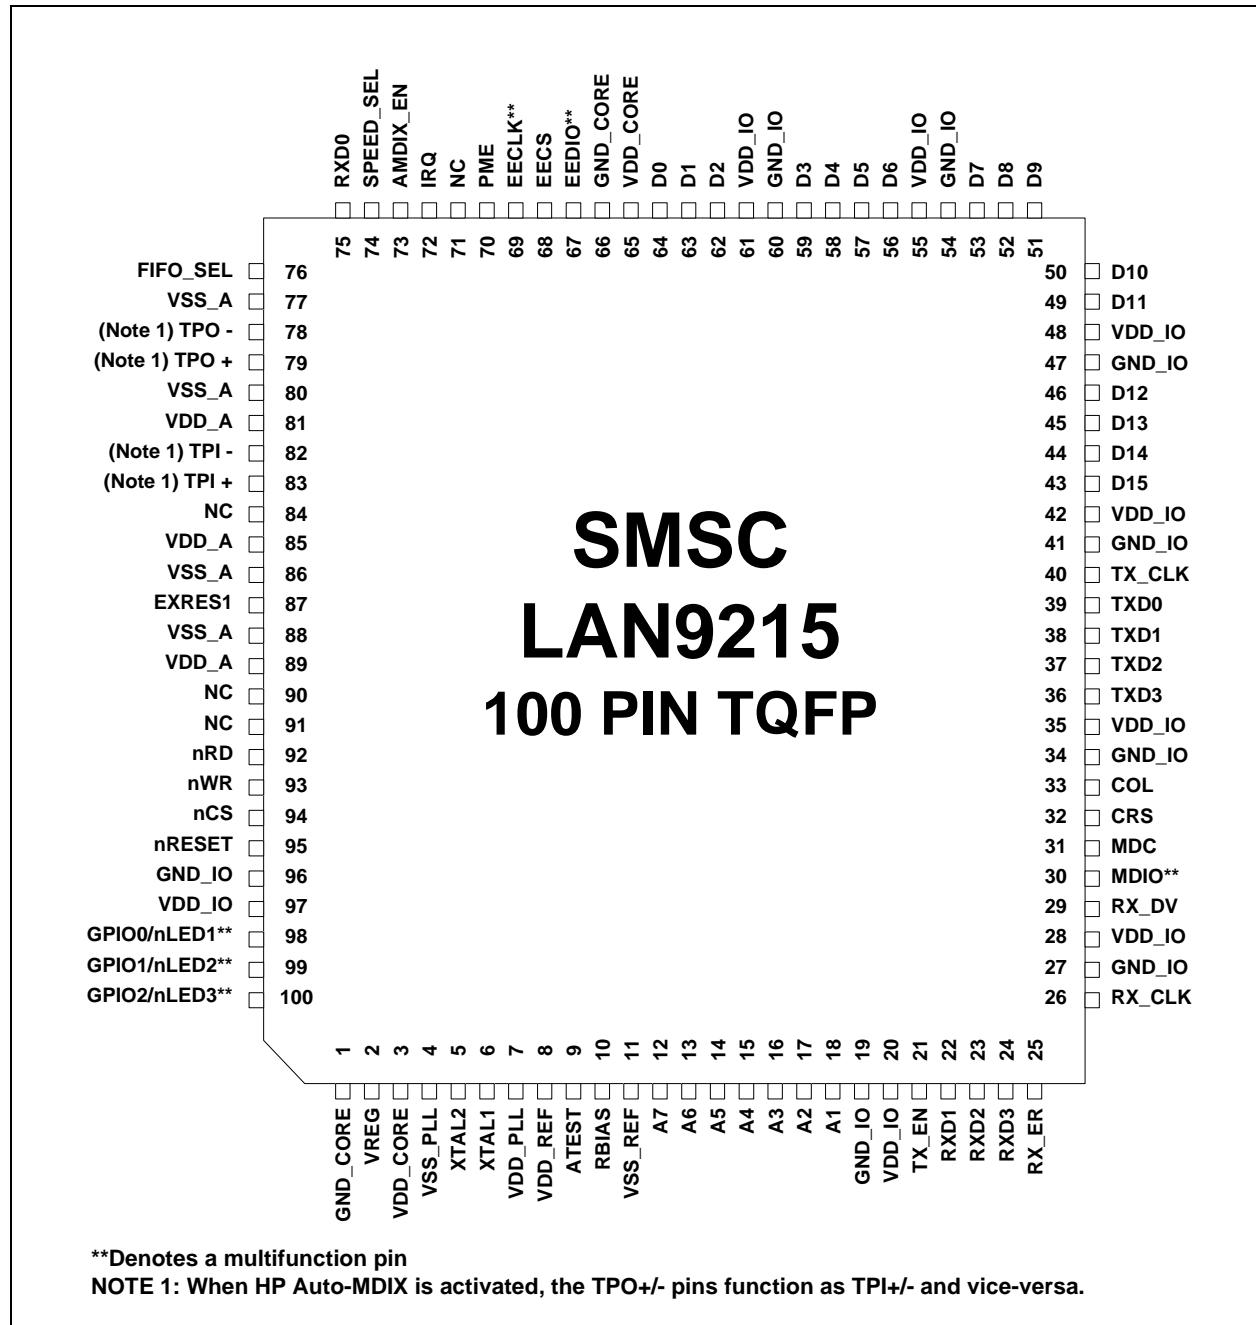 RXD0
SPEED_SEL
AMDIX_EN
IRQ
NC
PME
EECLK**
EECS
EEDIO**
GND_CORE
VDD_CORE
D0
D1
D2
VDD_IO
GND_IO
D3
D4
D5
D6
VDD_IO
GND_IO
D7
D8
D9
75
74
73
72
71
70
69
68
67
66
65
64
63
62
61
60
59
58
57
56
55
54
53
52
51
FIFO_SEL 76
VSS_A 77
(Note 1) TPO - 78
(Note 1) TPO + 79
VSS_A 80
VDD_A 81
(Note 1) TPI - 82
(Note 1) TPI + 83
NC 84
VDD_A 85
VSS_A 86
EXRES1 87
VSS_A 88
VDD_A 89
NC 90
NC 91
nRD 92
nWR 93
nCS 94
nRESET 95
GND_IO 96
VDD_IO 97
GPIO0/nLED1** 98
GPIO1/nLED2** 99
GPIO2/nLED3** 100
SMSC
LAN9215
100 PIN TQFP
50 D10
49 D11
48 VDD_IO
47 GND_IO
46 D12
45 D13
44 D14
43 D15
42 VDD_IO
41 GND_IO
40 TX_CLK
39 TXD0
38 TXD1
37 TXD2
36 TXD3
35 VDD_IO
34 GND_IO
33 COL
32 CRS
31 MDC
30 MDIO**
29 RX_DV
28 VDD_IO
27 GND_IO
26 RX_CLK
1
2
3
4
5
6
7
8
9
10
11
12
13
14
15
16
17
18
19
20
21
22
23
24
25
GND_CORE
VREG
VDD_CORE
VSS_PLL
XTAL2
XTAL1
VDD_PLL
VDD_REF
ATEST
RBIAS
VSS_REF
A7
A6
A5
A4
A3
A2
A1
GND_IO
VDD_IO
TX_EN
RXD1
RXD2
RXD3
RX_ER
**Denotes a multifunction pin
NOTE 1: When HP Auto-MDIX is activated, the TPO+/- pins function as TPI+/- and vice-versa.